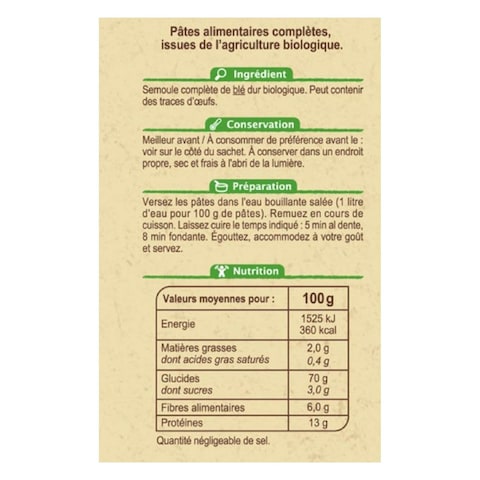 Pâtes alimentaires complètes,
issues de l'agriculture biologique.
Ingrédient
Semoule complète de blé dur biologique. Peut contenir
des traces d'œufs.
Conservation
Meilleur avant / À consommer de préférence avant le :
voir sur le côté du sachet. À conserver dans un endroit
propre, sec et frais à l'abri de la lumière.
Préparation
Versez les pâtes dans l'eau bouillante salée (1 litre
d'eau pour 100 g de pâtes). Remuez en cours de
cuisson. Laissez cuire le temps indiqué : 5 min al dente,
8 min fondante. Égouttez, accommodez à votre goût
et servez.
Nutrition
Valeurs moyennes pour : 100 g
Energie 1525 kJ
360 kcal
Matières grasses 2,0 g
dont acides gras saturés 0,4 g
Glucides 70 g
dont sucres 3,0 g
Fibres alimentaires 6,0 g
Protéines 13 g
Quantité négligeable de sel.